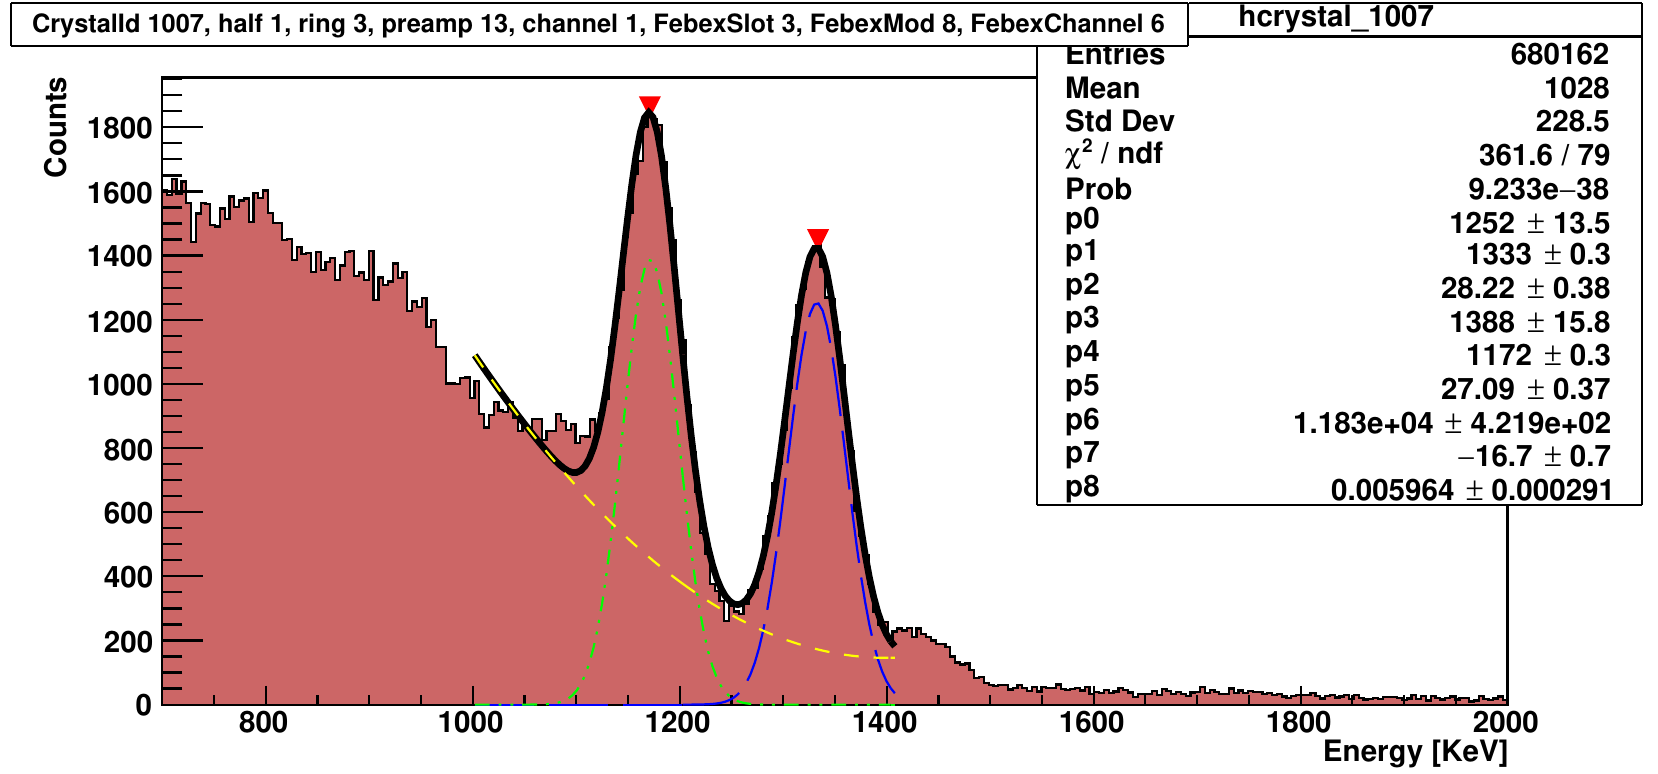 CrystalId 1007, half 1, ring 3, preamp 13, channel 1, FebexSlot 3, FebexMod 8, FebexChannel 6
hcrystal_1007
Entries 680162
Mean 1028
Std Dev 228.5
χ² / ndf 361.6 / 79
Prob 9.233e−38
p0 1252 ± 13.5
p1 1333 ± 0.3
p2 28.22 ± 0.38
p3 1388 ± 15.8
p4 1172 ± 0.3
p5 27.09 ± 0.37
p6 1.183e+04 ± 4.219e+02
p7 −16.7 ± 0.7
p8 0.005964 ± 0.000291
Counts
1800
1600
1400
1200
1000
800
600
400
200
0
800 1000 1200 1400 1600 1800 2000
Energy [KeV]